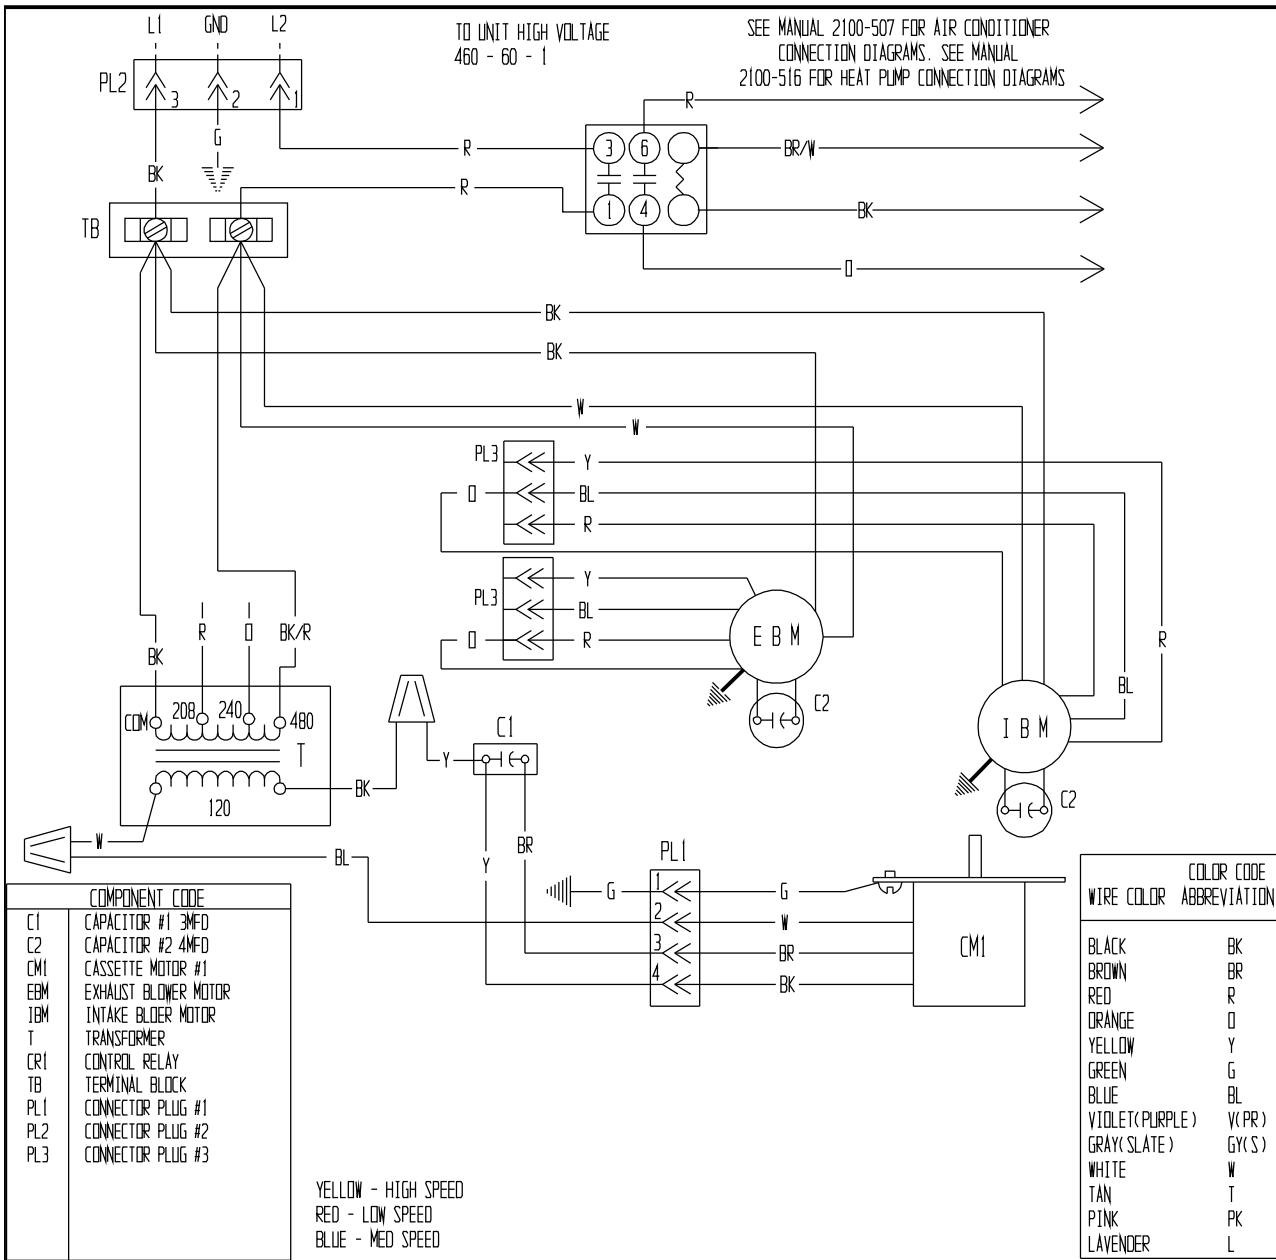 L1 GND L2
TO UNIT HIGH VOLTAGE
460 - 60 - 1
SEE MANUAL 2100-507 FOR AIR CONDITIONER
CONNECTION DIAGRAMS. SEE MANUAL
2100-516 FOR HEAT PUMP CONNECTION DIAGRAMS
PL2
3 2 1
R
G
R
3 6
BR/W
BK
R
1 4
BK
TB
O
BK
BK
W
W
PL3
Y
O
BL
R
Y
PL3
BL
O
R
R
O
BK/R
EBM
R
BK
BL
C2
COM 208 240 480
C1
IBM
T
Y
BK
120
C2
W
BR
BL
Y
PL1
1
G
G
2
W
3
BR
4
BK
CM1
COMPONENT CODE
C1 CAPACITOR #1 3MFD
C2 CAPACITOR #2 4MFD
CM1 CASSETTE MOTOR #1
EBM EXHAUST BLOWER MOTOR
IBM INTAKE BLOER MOTOR
T TRANSFORMER
CR1 CONTROL RELAY
TB TERMINAL BLOCK
PL1 CONNECTOR PLUG #1
PL2 CONNECTOR PLUG #2
PL3 CONNECTOR PLUG #3
YELLOW - HIGH SPEED
RED - LOW SPEED
BLUE - MED SPEED
COLOR CODE
WIRE COLOR ABBREVIATION
BLACK BK
BROWN BR
RED R
ORANGE O
YELLOW Y
GREEN G
BLUE BL
VIOLET(PURPLE) V(PR)
GRAY(SLATE) GY(S)
WHITE W
TAN T
PINK PK
LAVENDER L